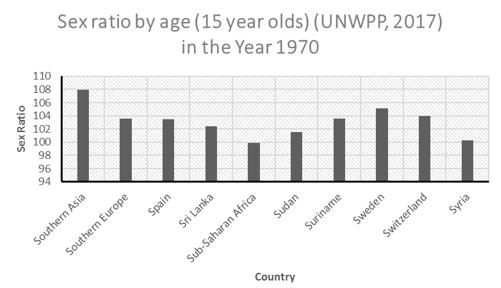 Sex ratio by age (15 year olds) (UNWPP, 2017)
in the Year 1970
110
108
106
104
102
100
98
96
94
Sex Ratio
Southern Asia
Southern Europe
Spain
Sri Lanka
Sub-Saharan Africa
Sudan
Suriname
Sweden
Switzerland
Syria
Country